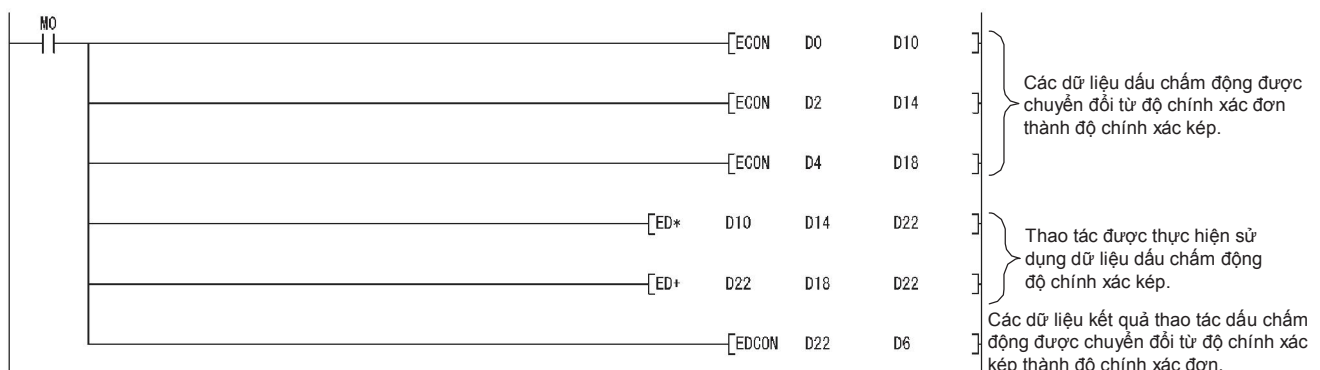 M0
[ECON D0 D10 ]
[ECON D2 D14 ]
[ECON D4 D18 ]
Các dữ liệu dấu chấm động được
chuyển đổi từ độ chính xác đơn
thành độ chính xác kép.
[ED* D10 D14 D22 ]
[ED+ D22 D18 D22 ]
Thao tác được thực hiện sử
dụng dữ liệu dấu chấm động
độ chính xác kép.
[EDCON D22 D6 ]
Các dữ liệu kết quả thao tác dấu chấm
động được chuyển đổi từ độ chính xác
kép thành độ chính xác đơn.